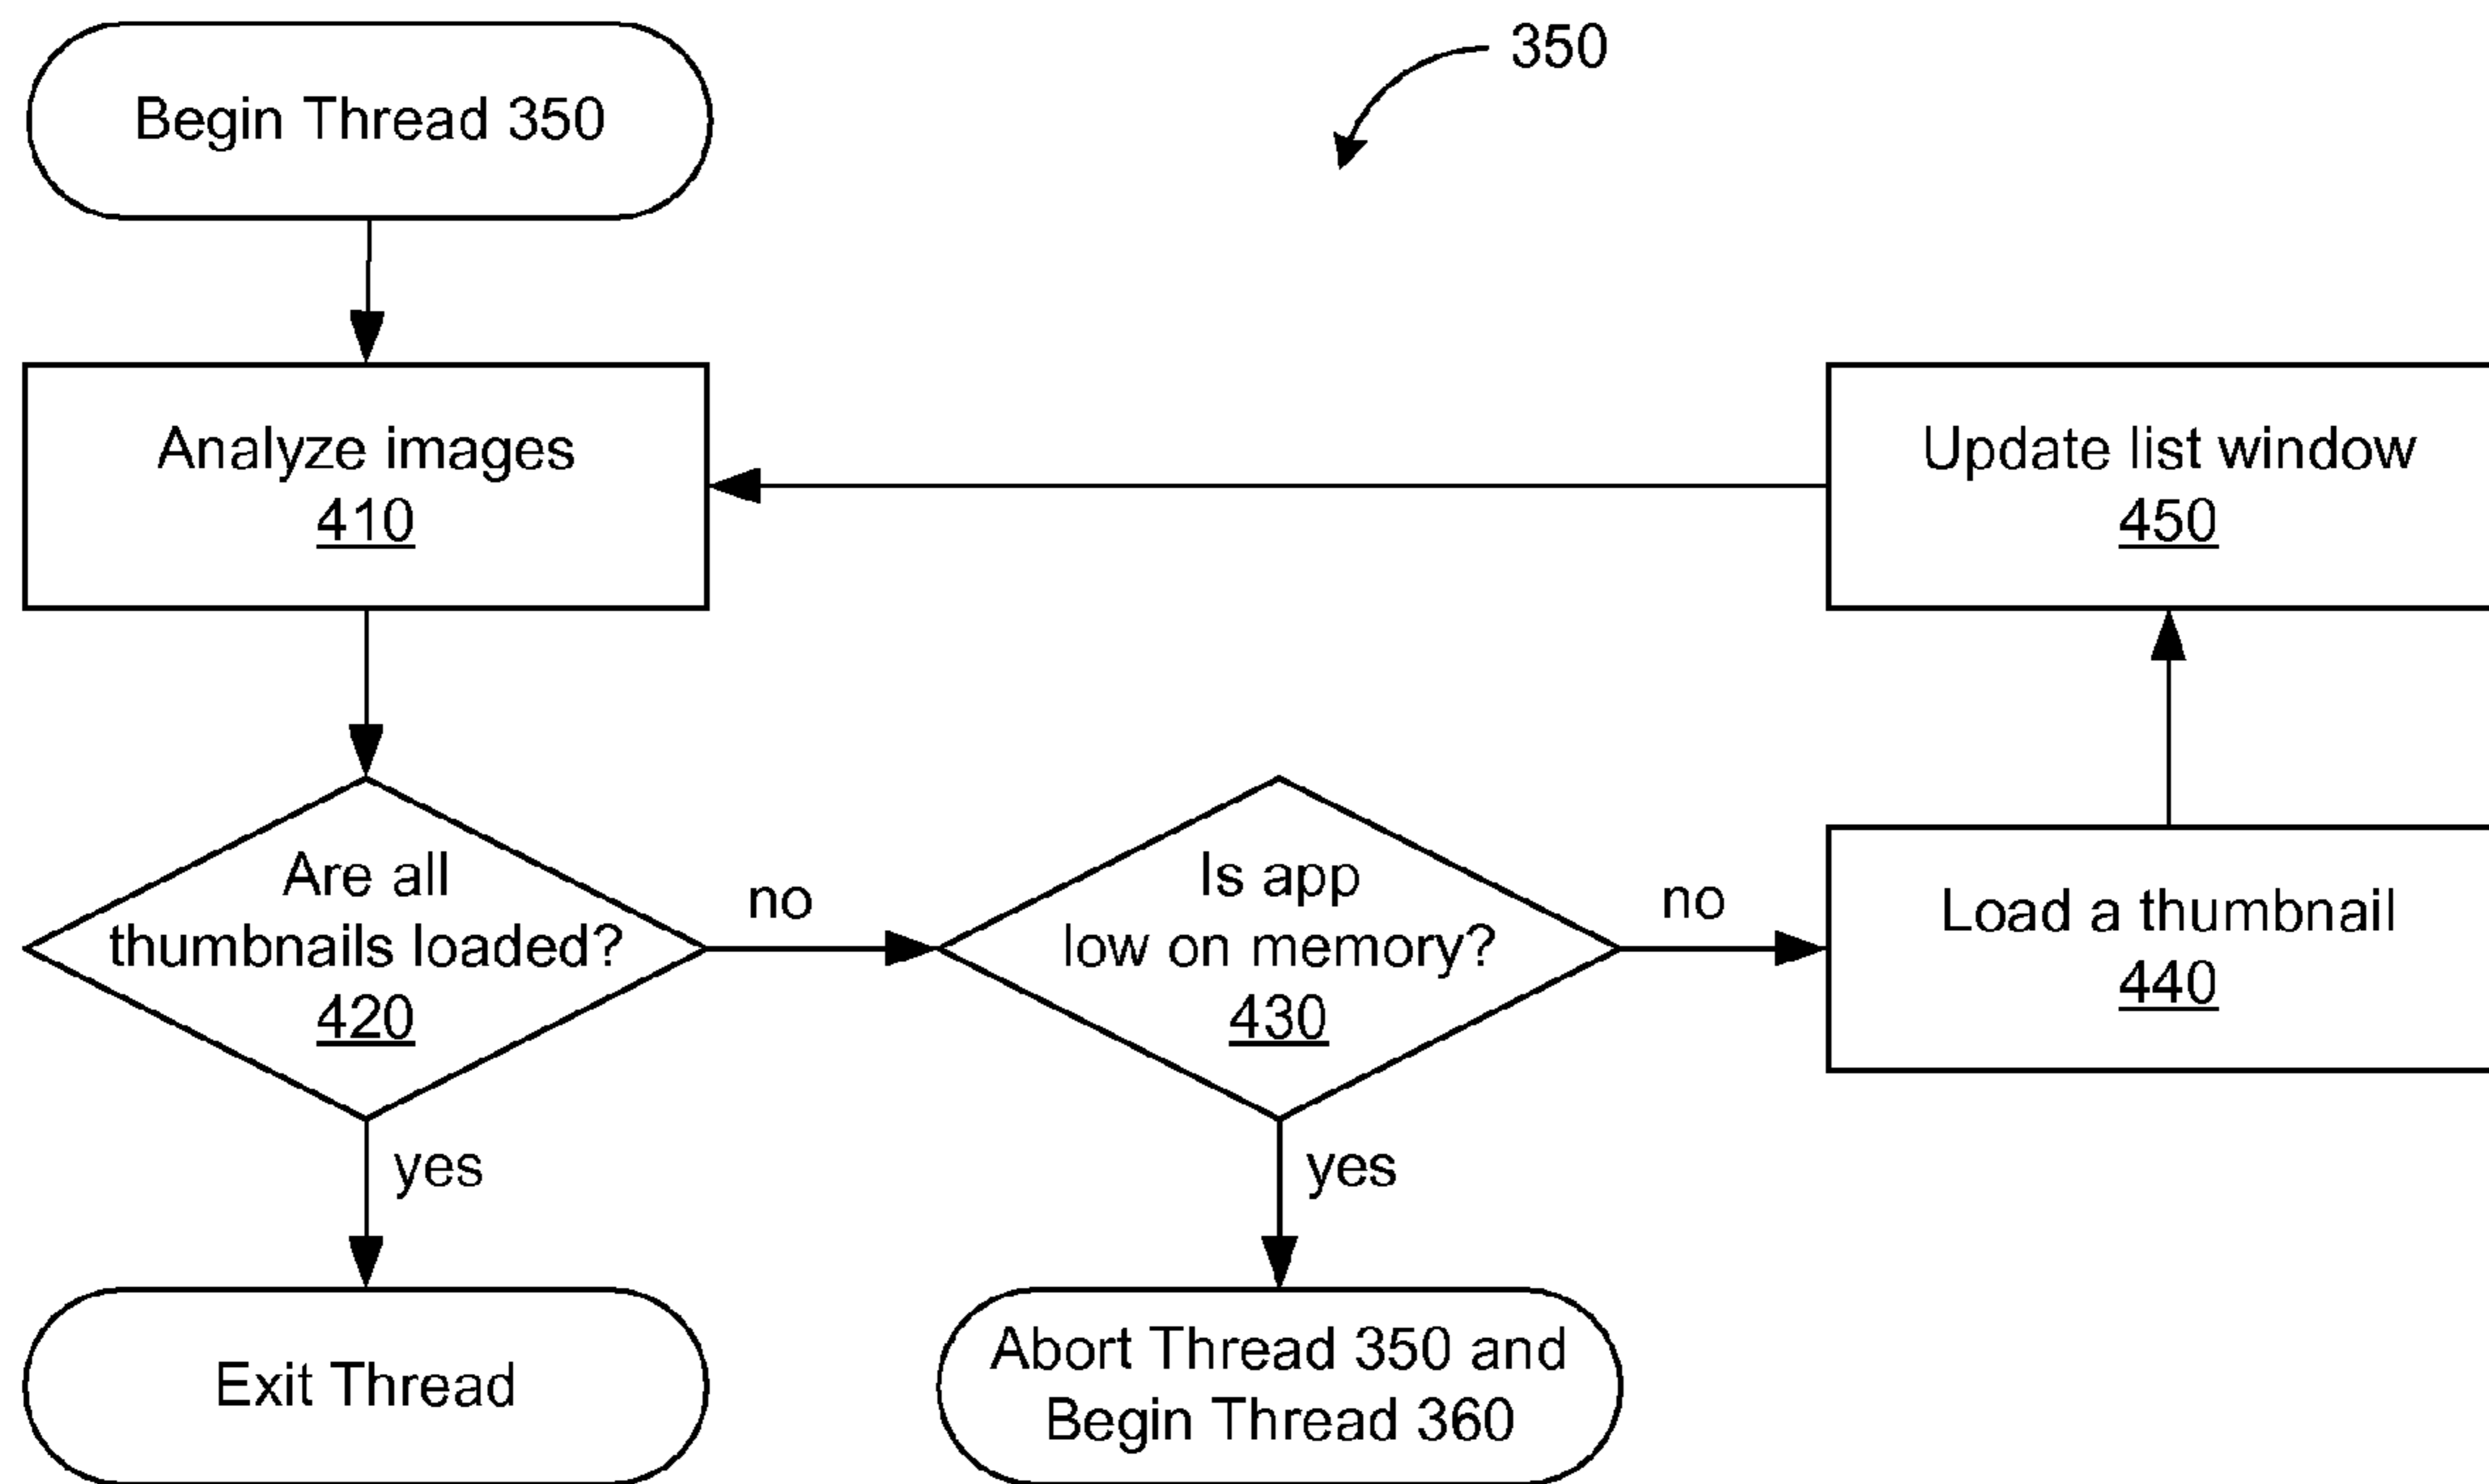 Begin Thread 350
350
Analyze images
410
Update list window
450
Are all
thumbnails loaded?
420
no
Is app
low on memory?
430
no
Load a thumbnail
440
yes
yes
Exit Thread
Abort Thread 350 and
Begin Thread 360